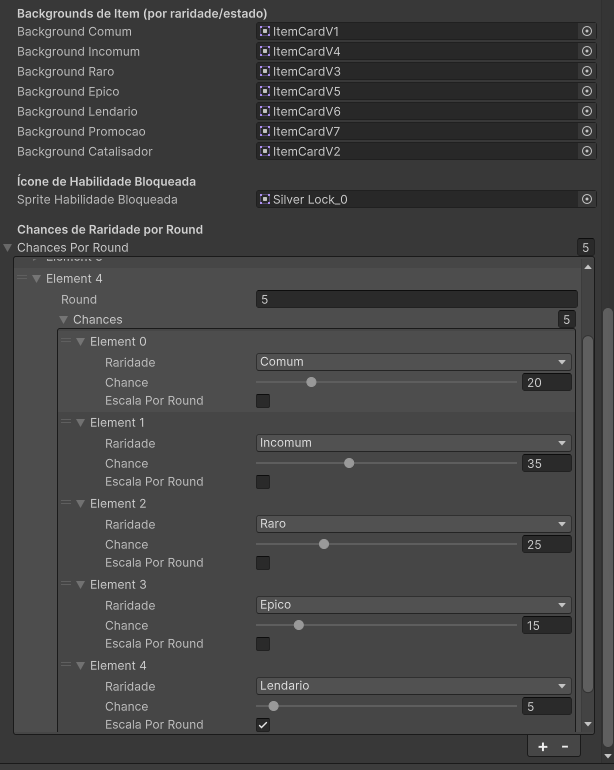 Backgrounds de Item (por raridade/estado)
Background Comum ItemCardV1
Background Incomum ItemCardV4
Background Raro ItemCardV3
Background Epico ItemCardV5
Background Lendario ItemCardV6
Background Promocao ItemCardV7
Background Catalisador ItemCardV2
Ícone de Habilidade Bloqueada
Sprite Habilidade Bloqueada Silver Lock_0
Chances de Raridade por Round
Chances Por Round 5
Element 4
Round 5
Chances 5
Element 0
Raridade Comum
Chance 20
Escala Por Round
Element 1
Raridade Incomum
Chance 35
Escala Por Round
Element 2
Raridade Raro
Chance 25
Escala Por Round
Element 3
Raridade Epico
Chance 15
Escala Por Round
Element 4
Raridade Lendario
Chance 5
Escala Por Round